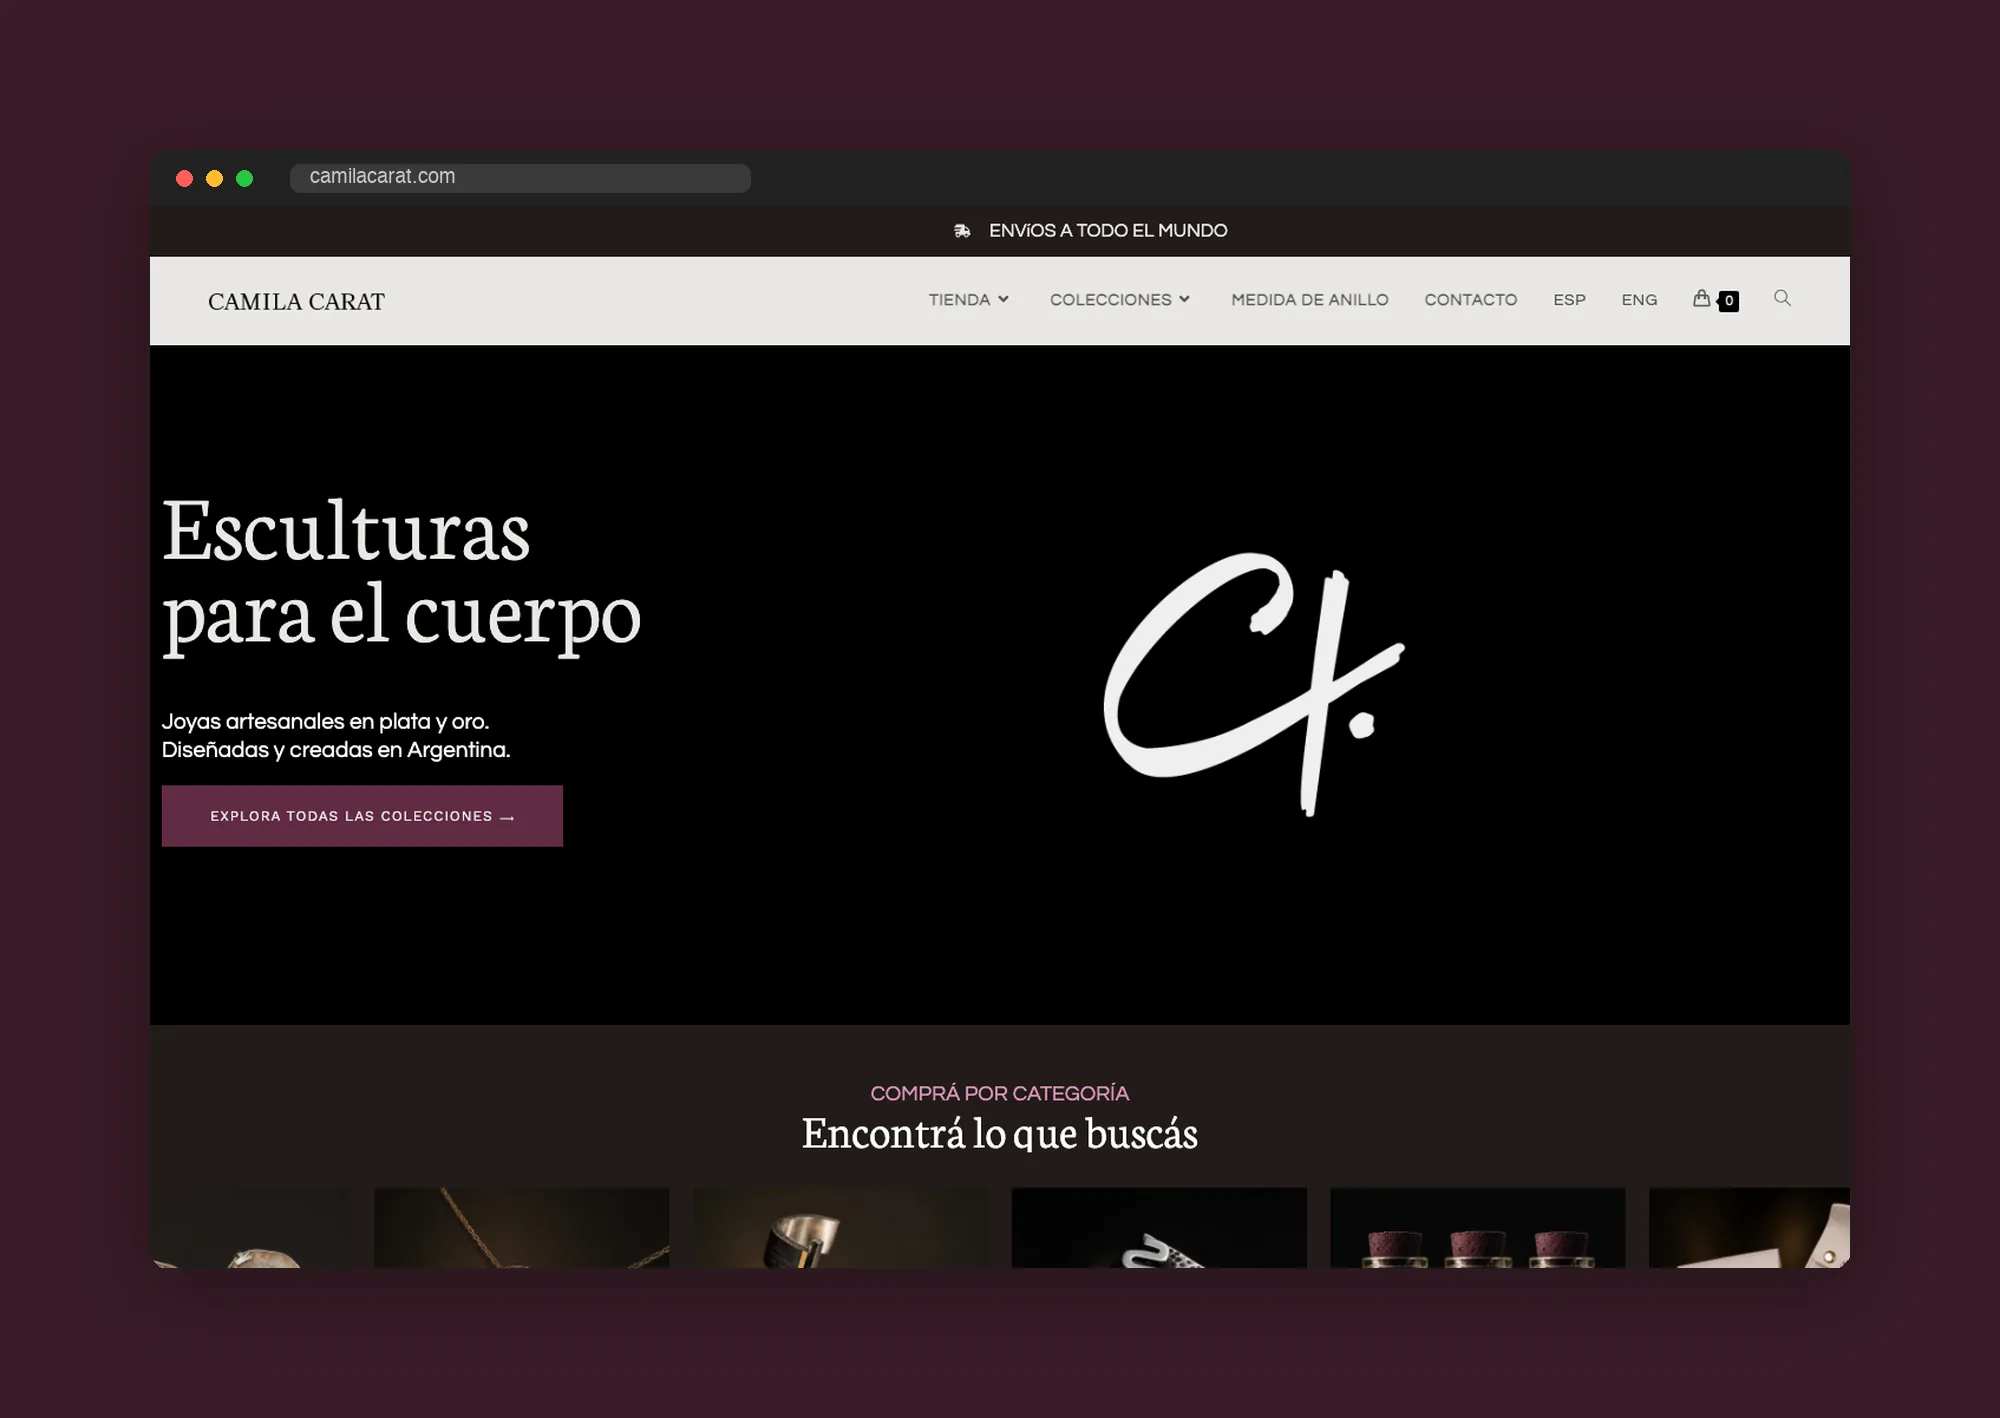 camilacarat.com
ENVíOS A TODO EL MUNDO
CAMILA CARAT
TIENDA COLECCIONES MEDIDA DE ANILLO CONTACTO ESP ENG 0
Esculturas
para el cuerpo
Joyas artesanales en plata y oro.
Diseñadas y creadas en Argentina.
EXPLORA TODAS LAS COLECCIONES →
COMPRÁ POR CATEGORÍA
Encontrá lo que buscás